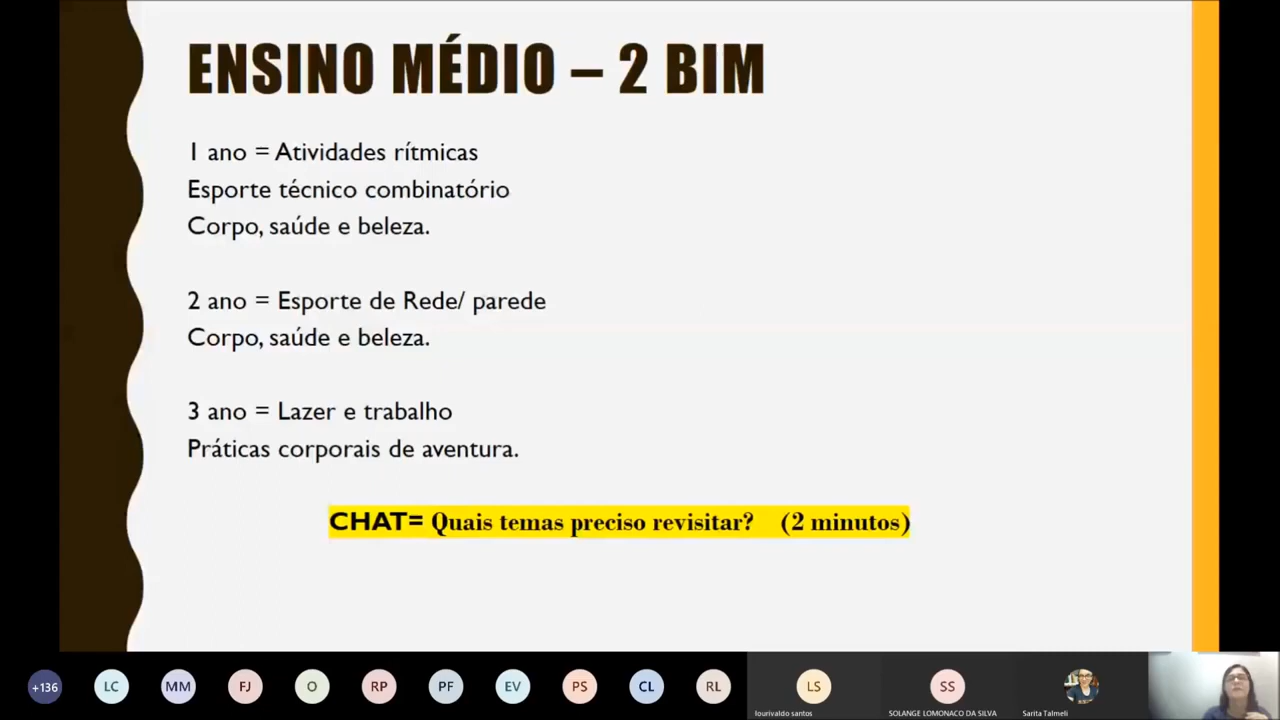 ENSINO MÉDIO – 2 BIM
1 ano = Atividades rítmicas
Esporte técnico combinatório
Corpo, saúde e beleza.
2 ano = Esporte de Rede/ parede
Corpo, saúde e beleza.
3 ano = Lazer e trabalho
Práticas corporais de aventura.
CHAT= Quais temas preciso revisitar? (2 minutos)
+136 LC MM FJ O RP PF EV PS CL RL LS SS
lourivaldo santos SOLANGE LOMONACO DA SILVA Sarita Talmeli